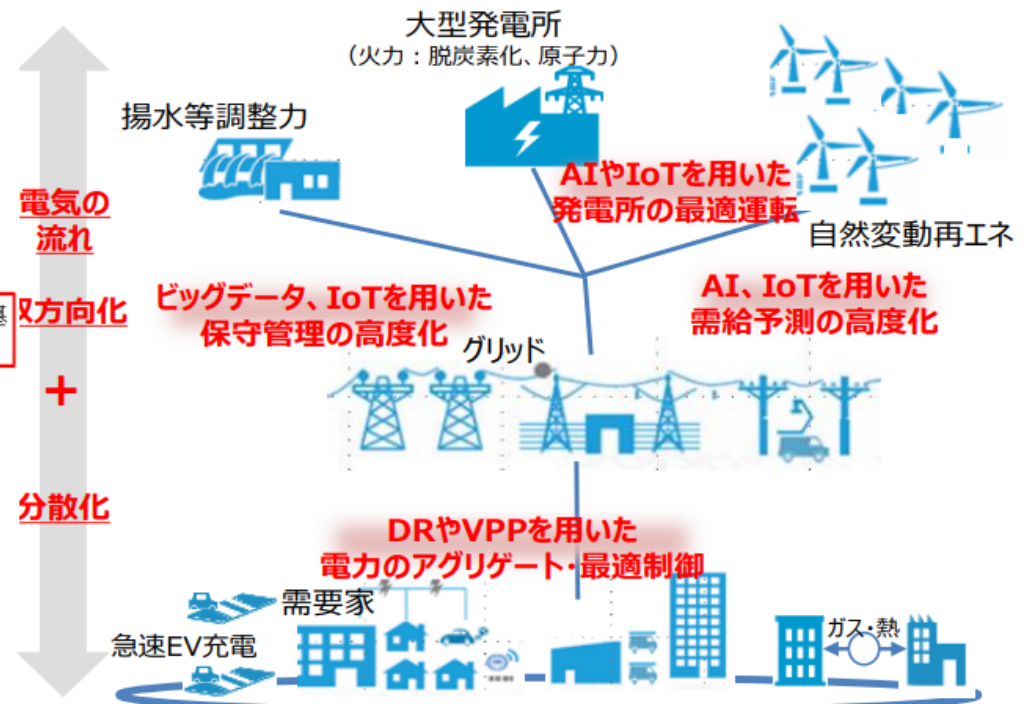 大型発電所
（火力：脱炭素化、原子力）
揚水等調整力
AIやIoTを用いた
発電所の最適運転
自然変動再エネ
電気の
流れ
双方向化
+
分散化
ビッグデータ、IoTを用いた
保守管理の高度化
AI、IoTを用いた
需給予測の高度化
グリッド
DRやVPPを用いた
電力のアグリゲート・最適制御
需要家
急速EV充電
ガス・熱